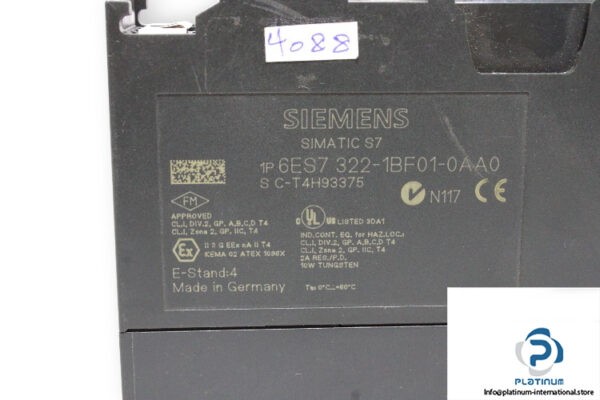 4088
SIEMENS
SIMATIC S7
1P 6ES7 322-1BF01-0AA0
S C-T4H93375
N117 CE
FM
APPROVED
CL.I, DIV.2, GP. A,B,C,D T4
CL.I, Zone 2, GP. IIC, T4
C UL US LISTED 3DA1
IND.CONT. EQ. for HAZ.LOC.:
CL.I, DIV.2, GP. A,B,C,D T4
CL.I, Zone 2, GP. IIC, T4
2A RES./P.D.
10W TUNGSTEN
Ex II 3 G EEx nA II T4
KEMA 02 ATEX 1096X
E-Stand:4
Made in Germany
PLATINUM
info@platinum-international.store